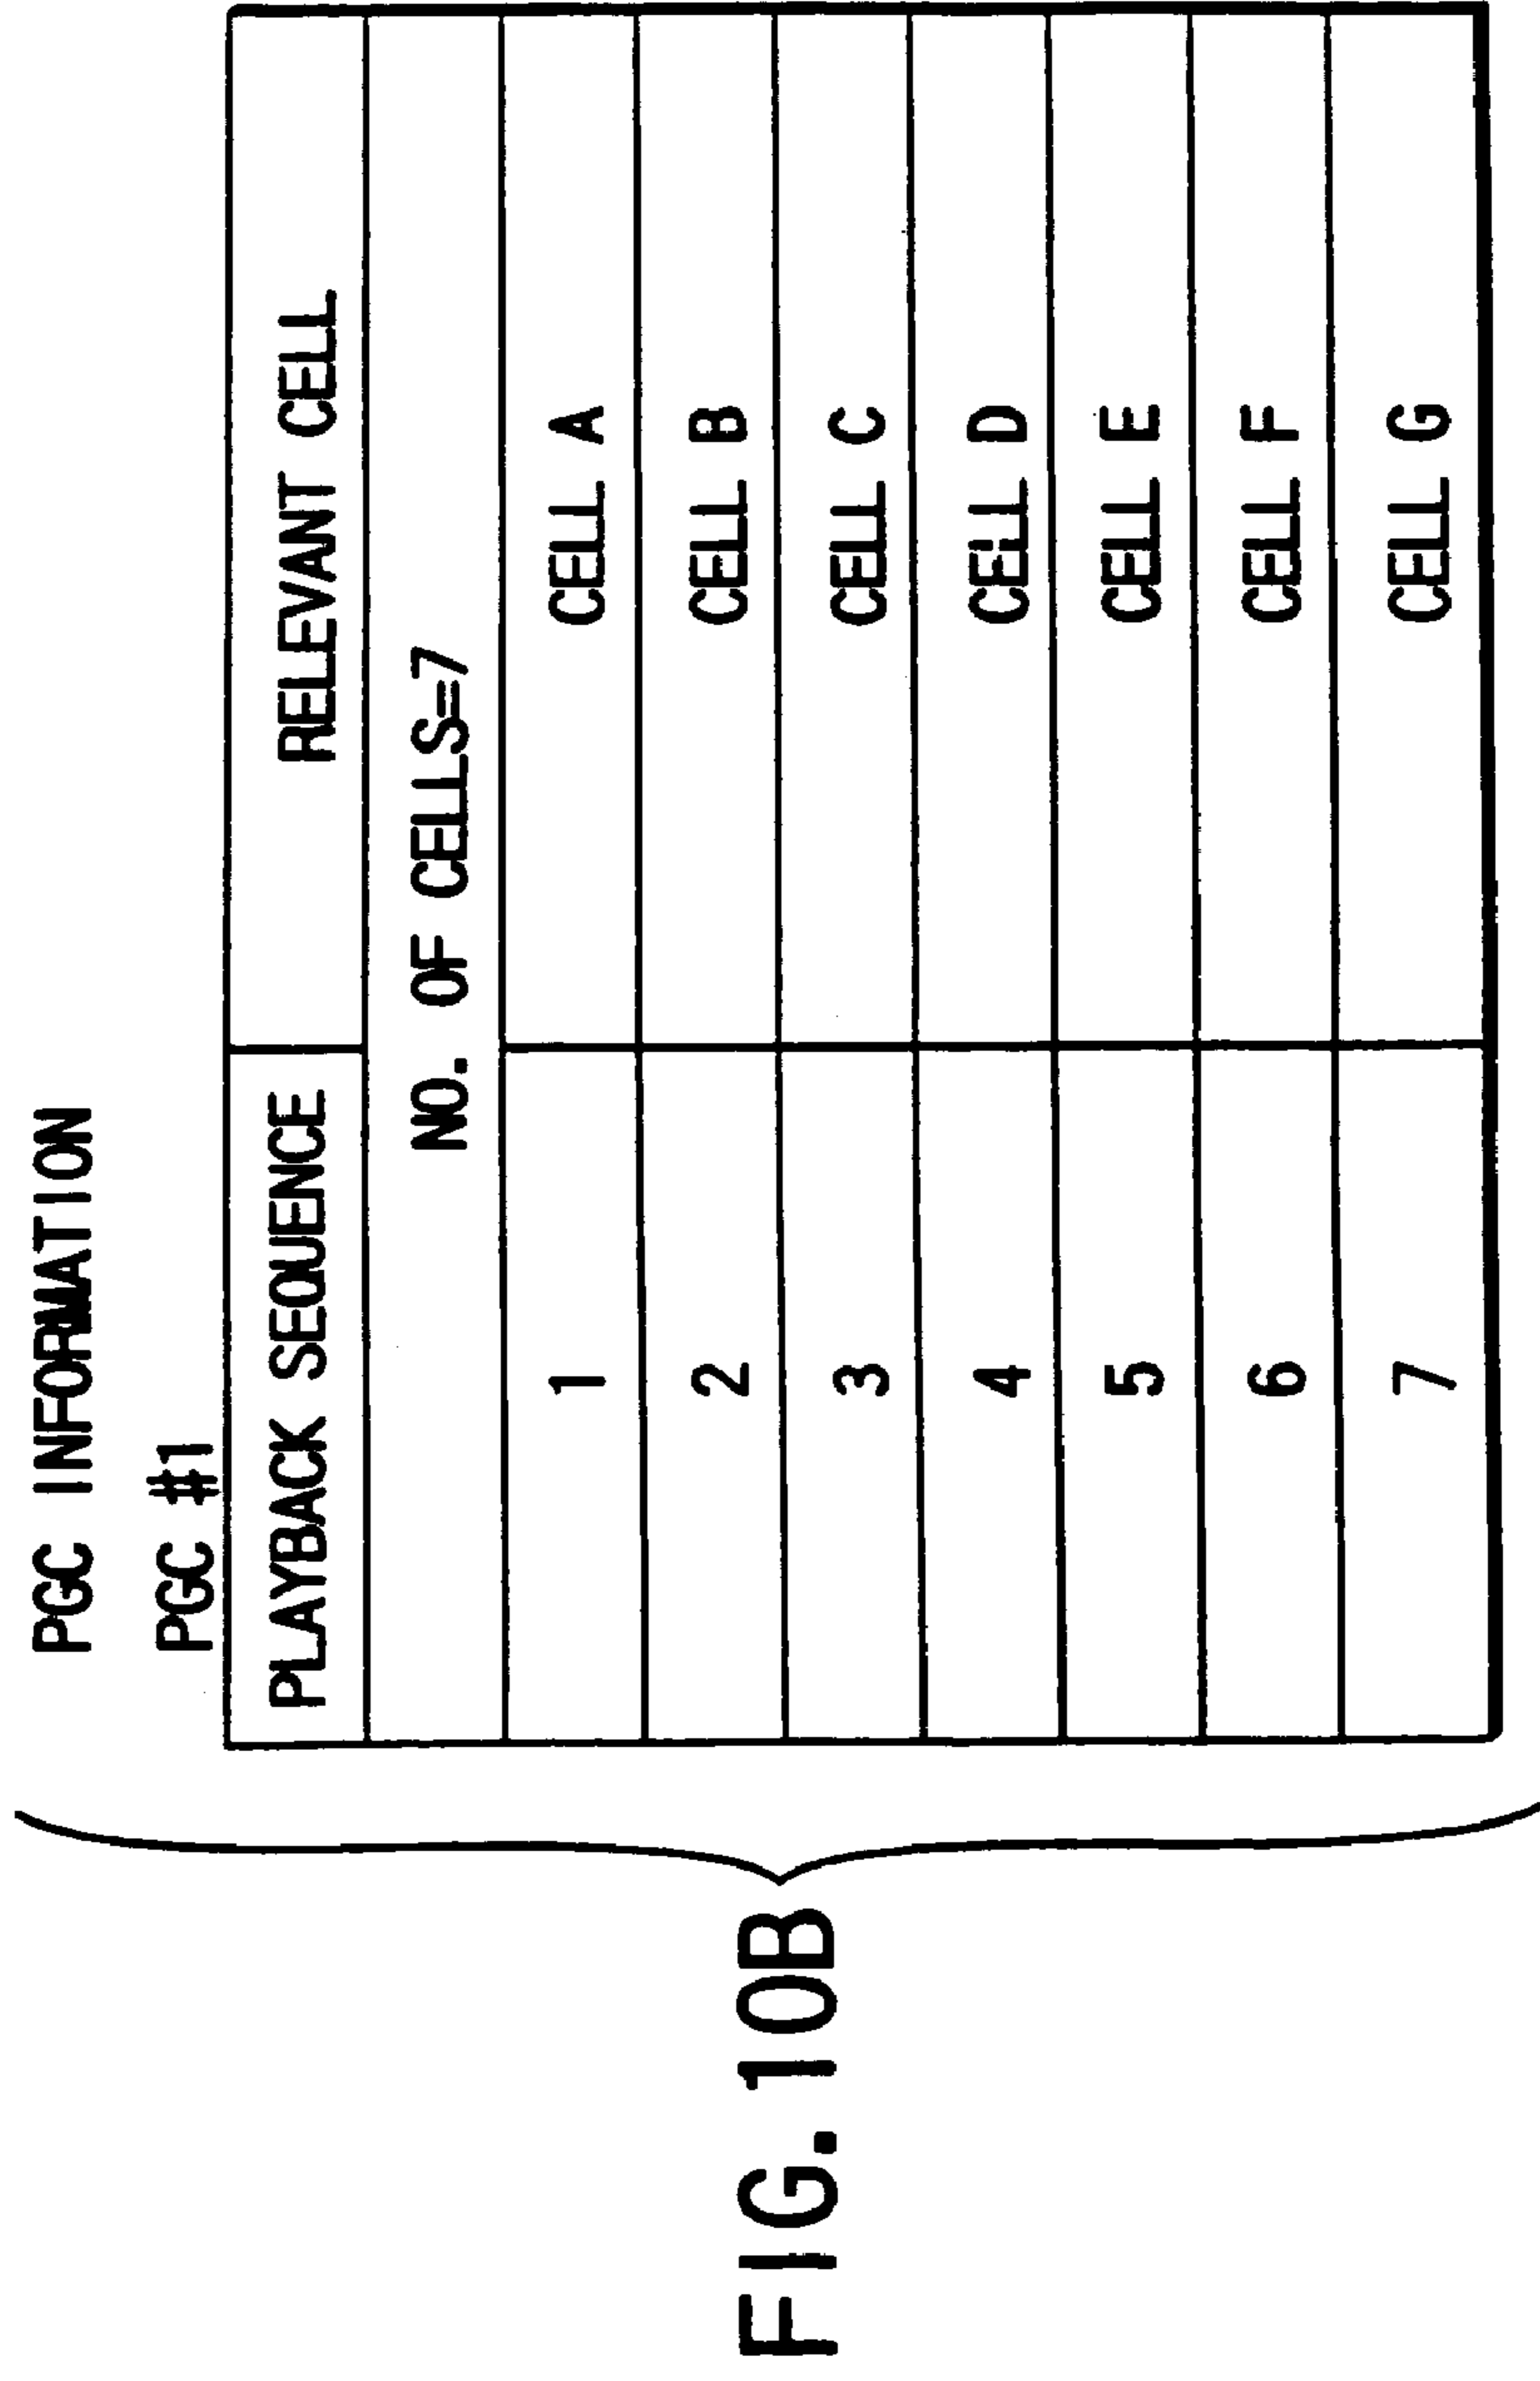 PGC INFORMATION
PGC #1
PLAYBACK SEQUENCE RELEVANT CELL
NO. OF CELLS=7
1 CELL A
2 CELL B
3 CELL C
4 CELL D
5 CELL E
6 CELL F
7 CELL G
FIG. 10B